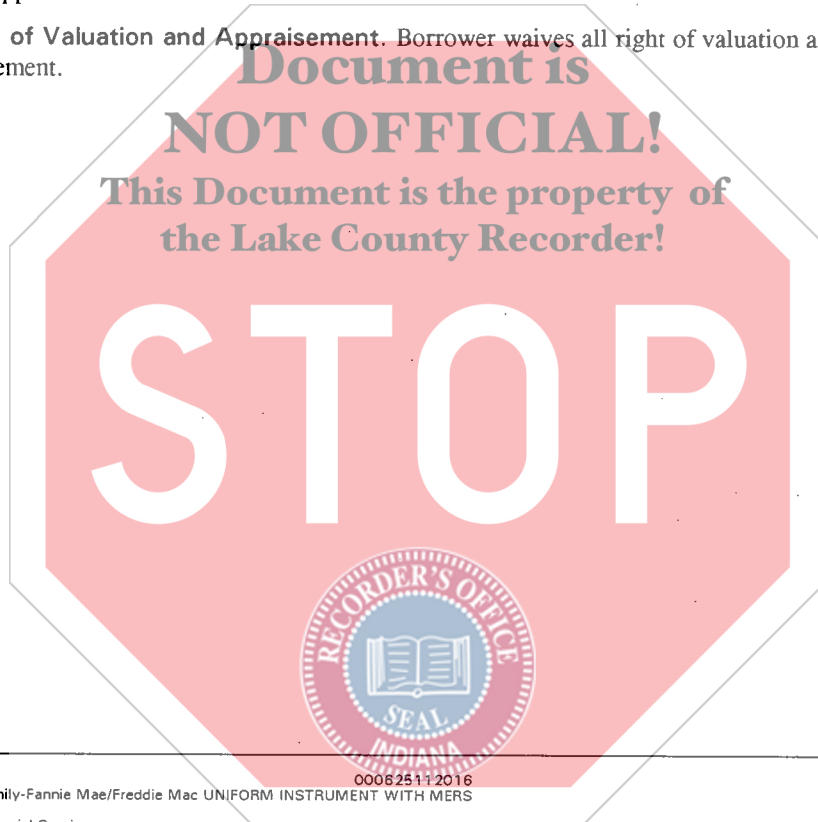 of Valuation and Appraisement. Borrower waives all right of valuation a
ement.
Document is
NOT OFFICIAL!
This Document is the property of
the Lake County Recorder!
STOP
RECORDER'S OFFICE
SEAL
INDIANA
000625112016
nily-Fannie Mae/Freddie Mac UNIFORM INSTRUMENT WITH MERS